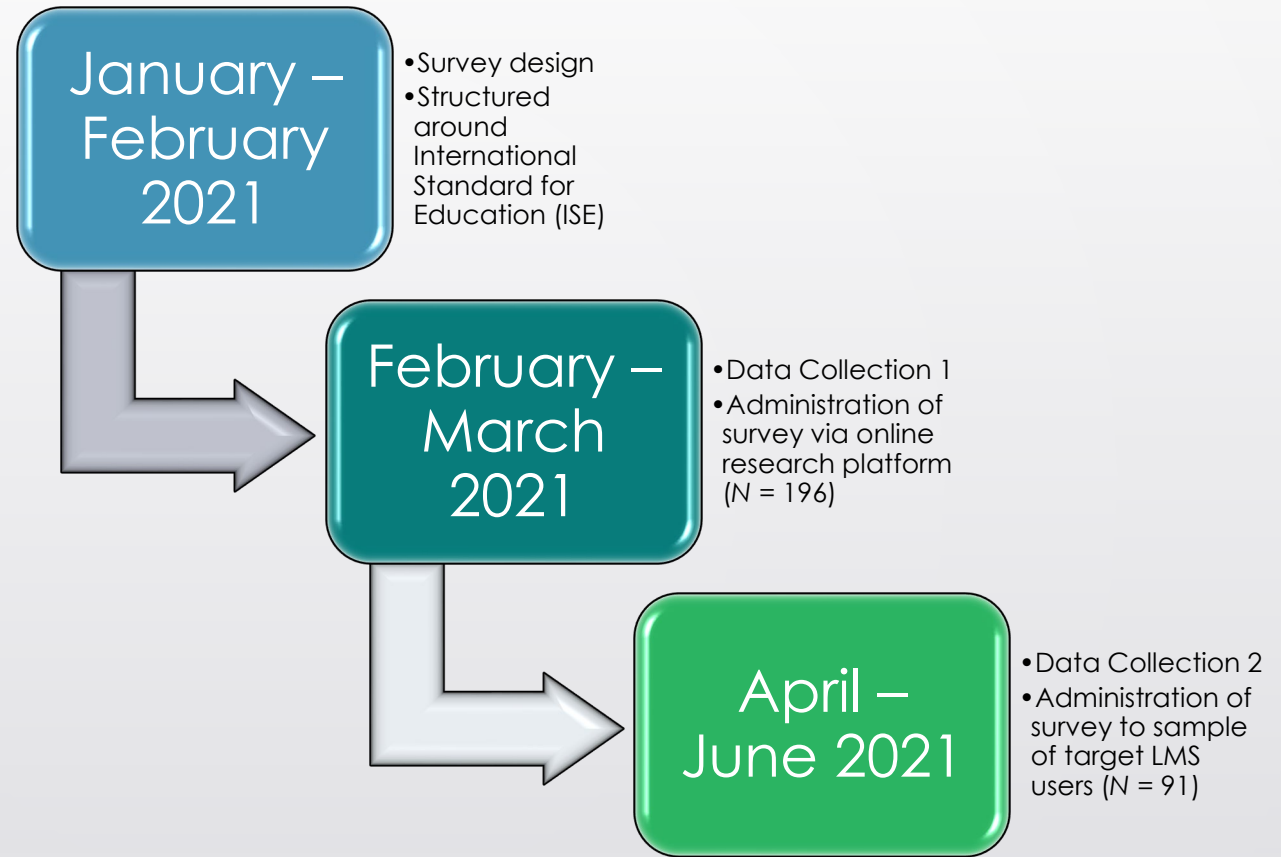 January –
February
2021
•Survey design
•Structured
around
International
Standard for
Education (ISE)
February –
March
2021
•Data Collection 1
•Administration of
survey via online
research platform
(N = 196)
April –
June 2021
•Data Collection 2
•Administration of
survey to sample
of target LMS
users (N = 91)